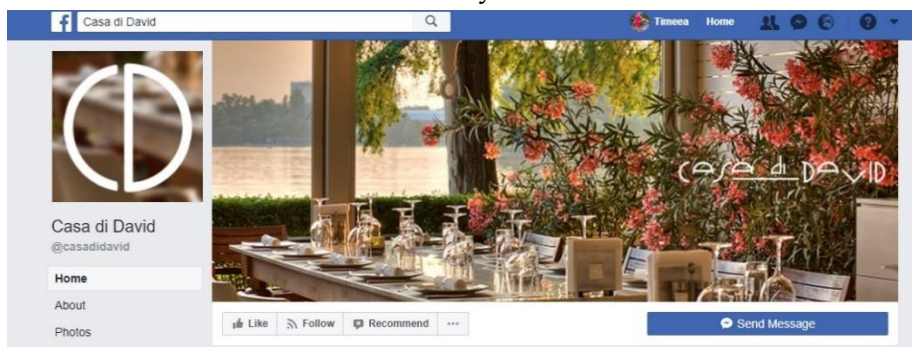 Casa di David
Timeea Home
CD
casa di DAVID
Casa di David
@casadidavid
Home
About
Photos
Like Follow Recommend
Send Message